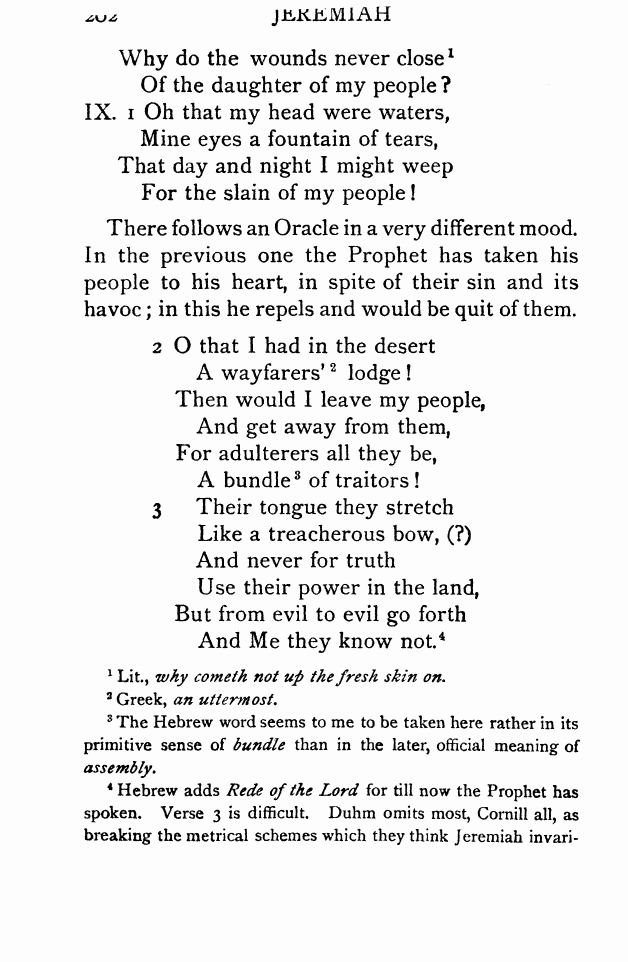 202 JEREMIAH
Why do the wounds never close¹
Of the daughter of my people?
IX. 1 Oh that my head were waters,
Mine eyes a fountain of tears,
That day and night I might weep
For the slain of my people!
There follows an Oracle in a very different mood.
In the previous one the Prophet has taken his
people to his heart, in spite of their sin and its
havoc; in this he repels and would be quit of them.
2 O that I had in the desert
A wayfarers’² lodge!
Then would I leave my people,
And get away from them,
For adulterers all they be,
A bundle³ of traitors!
3 Their tongue they stretch
Like a treacherous bow, (?)
And never for truth
Use their power in the land,
But from evil to evil go forth
And Me they know not.⁴
¹ Lit., why cometh not up the fresh skin on.
² Greek, an uttermost.
³ The Hebrew word seems to me to be taken here rather in its
primitive sense of bundle than in the later, official meaning of
assembly.
⁴ Hebrew adds Rede of the Lord for till now the Prophet has
spoken. Verse 3 is difficult. Duhm omits most, Cornill all, as
breaking the metrical schemes which they think Jeremiah invari-